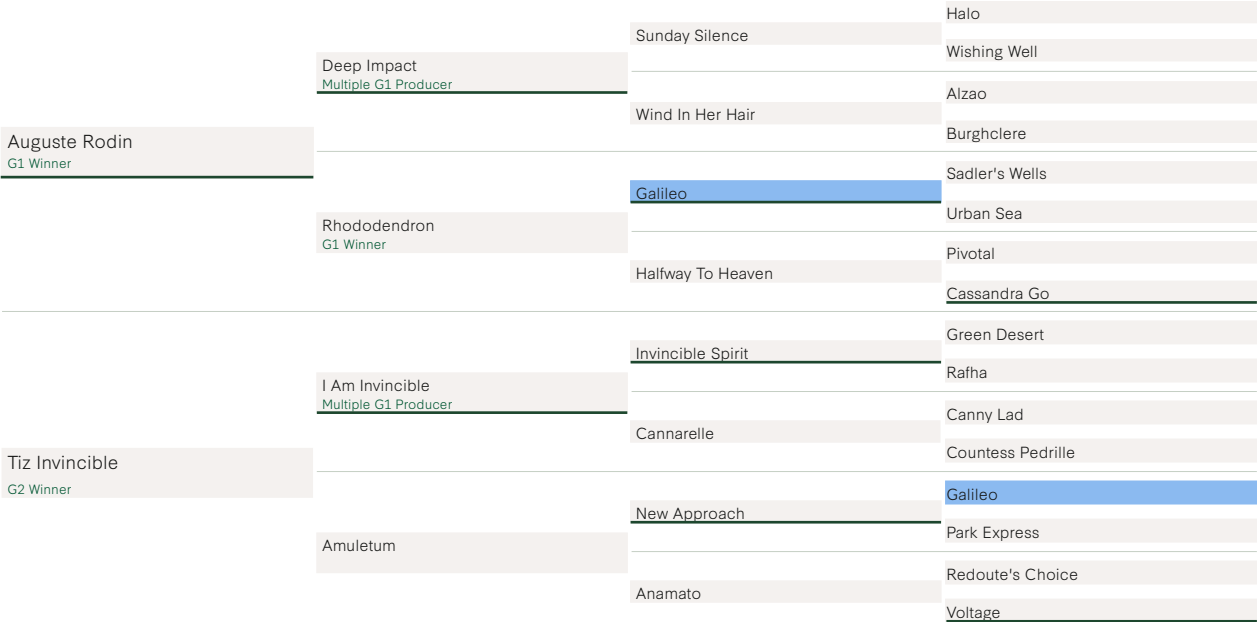 Halo
Sunday Silence
Wishing Well
Deep Impact
Multiple G1 Producer
Alzao
Wind In Her Hair
Burghclere
Auguste Rodin
G1 Winner
Sadler's Wells
Galileo
Urban Sea
Rhododendron
G1 Winner
Pivotal
Halfway To Heaven
Cassandra Go
Green Desert
Invincible Spirit
Rafha
I Am Invincible
Multiple G1 Producer
Canny Lad
Cannarelle
Countess Pedrille
Tiz Invincible
G2 Winner
Galileo
New Approach
Park Express
Amuletum
Redoute's Choice
Anamato
Voltage